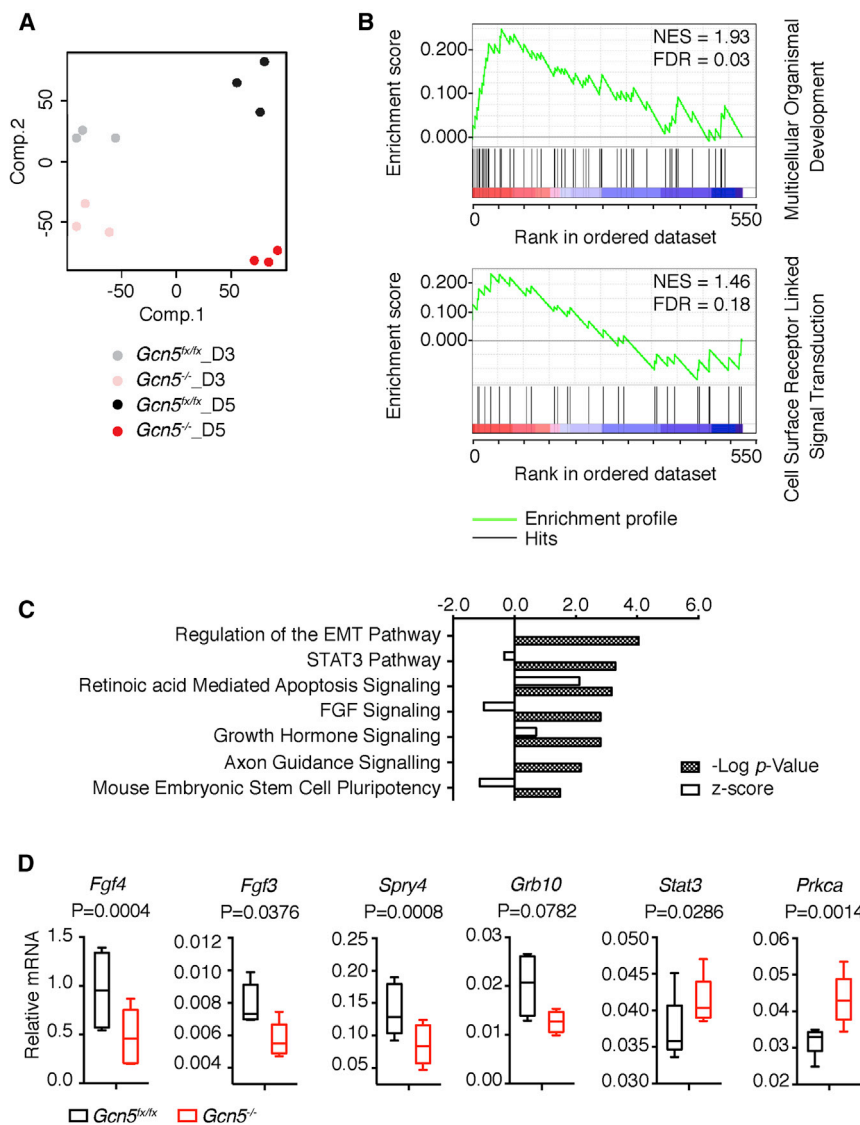 A
Comp.2
50
0
-50
-50
0
50
Comp.1
Gcn5fx/fx_D3
Gcn5-/-_D3
Gcn5fx/fx_D5
Gcn5-/-_D5
B
Enrichment score
0.200
0.100
0.000
NES = 1.93
FDR = 0.03
0
550
Rank in ordered dataset
Multicellular Organismal
Development
Enrichment score
0.200
0.100
0.000
NES = 1.46
FDR = 0.18
0
550
Rank in ordered dataset
Cell Surface Receptor Linked
Signal Transduction
Enrichment profile
Hits
C
-2.0
0.0
2.0
4.0
6.0
Regulation of the EMT Pathway
STAT3 Pathway
Retinoic acid Mediated Apoptosis Signaling
FGF Signaling
Growth Hormone Signaling
Axon Guidance Signalling
Mouse Embryonic Stem Cell Pluripotency
-Log p-Value
z-score
D
Relative mRNA
Fgf4
P=0.0004
1.5
1.0
0.5
0.0
Fgf3
P=0.0376
0.012
0.010
0.008
0.006
0.004
Spry4
P=0.0008
0.25
0.20
0.15
0.10
0.05
Grb10
P=0.0782
0.03
0.02
0.01
0.00
Stat3
P=0.0286
0.050
0.045
0.040
0.035
0.030
Prkca
P=0.0014
0.06
0.05
0.04
0.03
0.02
Gcn5fx/fx
Gcn5-/-